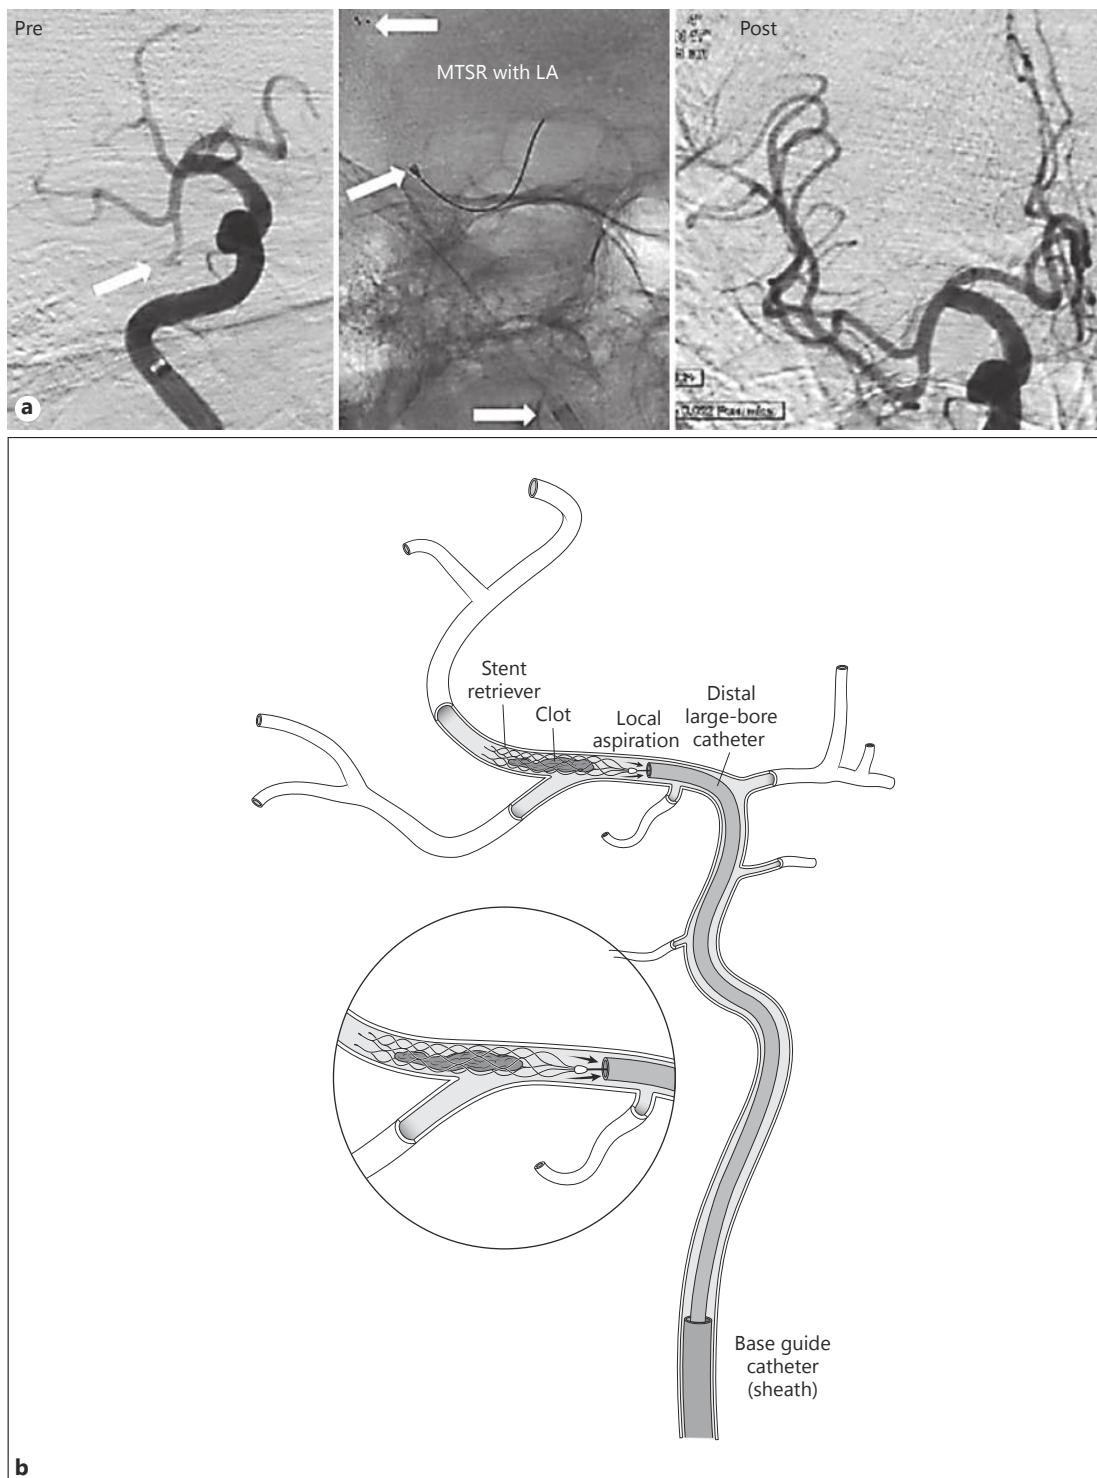 Pre
MTSR with LA
Post
a
Stent
retriever
Clot
Local
aspiration
Distal
large-bore
catheter
Base guide
catheter
(sheath)
b